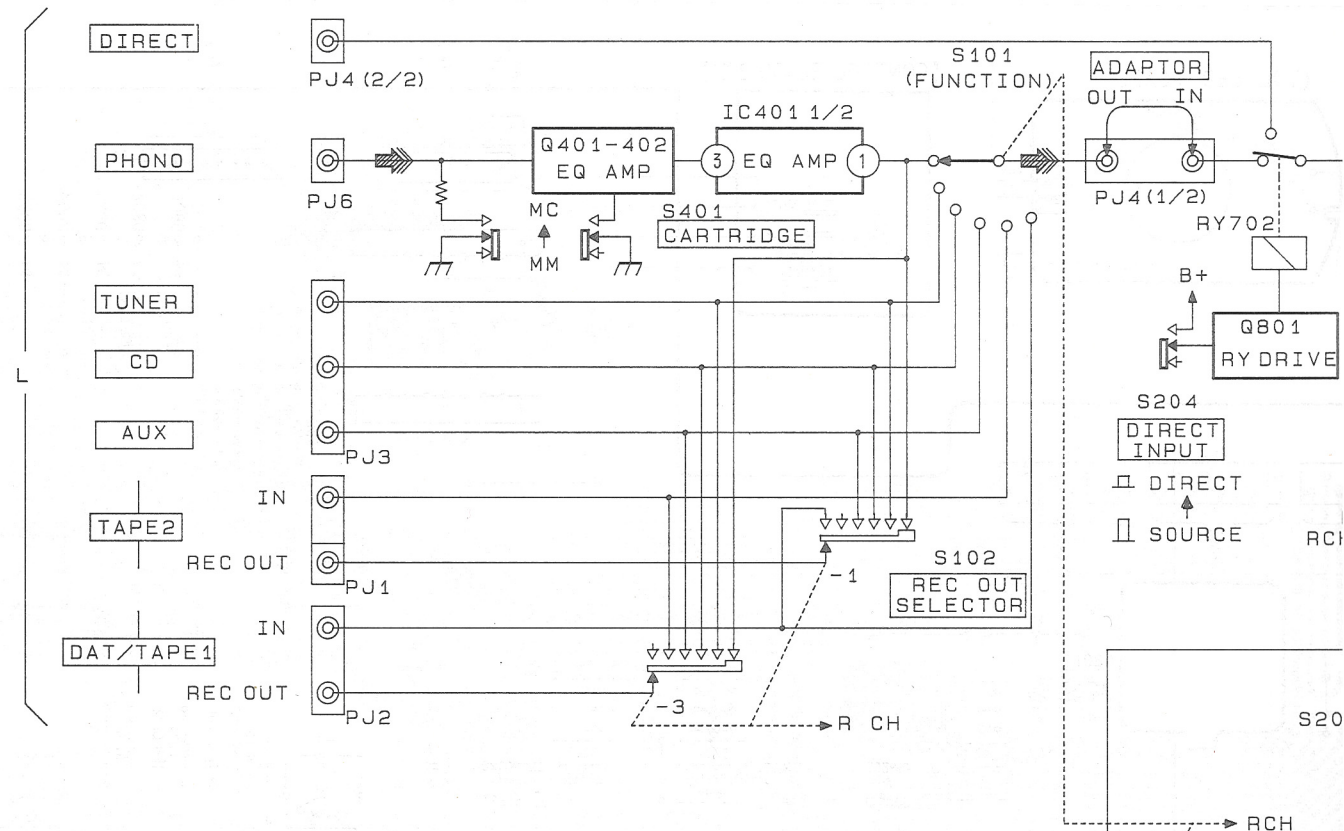 DIRECT
PJ4 (2/2)
S101
(FUNCTION)
ADAPTOR
OUT IN
IC401 1/2
PHONO
Q401-402
EQ AMP
3 EQ AMP 1
PJ6
PJ4 (1/2)
MC
MM
S401
CARTRIDGE
RY702
B+
TUNER
Q801
RY DRIVE
CD
L
S204
AUX
DIRECT
INPUT
PJ3
IN
DIRECT
TAPE2
SOURCE
RCH
S102
REC OUT
-1
PJ1
REC OUT
SELECTOR
IN
DAT/TAPE1
REC OUT
-3
PJ2
R CH
S20
RCH